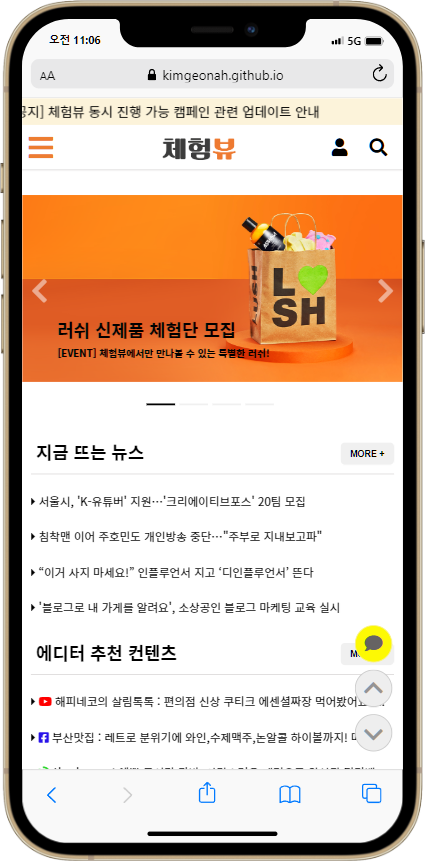 오전 11:06
5G
AA
kimgeonah.github.io
지] 체험뷰 동시 진행 가능 캠페인 관련 업데이트 안내
체험뷰
LUSH
L SH
러쉬 신제품 체험단 모집
[EVENT] 체험뷰에서만 만나볼 수 있는 특별한 러쉬!
지금 뜨는 뉴스
MORE +
서울시, 'K-유튜버' 지원…'크리에이티브포스' 20팀 모집
침착맨 이어 주호민도 개인방송 중단…"주부로 지내보고파"
“이거 사지 마세요!” 인플루언서 지고 ‘디인플루언서’ 뜬다
'블로그로 내 가게를 알려요', 소상공인 블로그 마케팅 교육 실시
에디터 추천 컨텐츠
해피네코의 살림톡톡 : 편의점 신상 쿠티크 에센셜짜장 먹어봤어요
부산맛집 : 레트로 분위기에 와인,수제맥주,논알콜 하이볼까지!